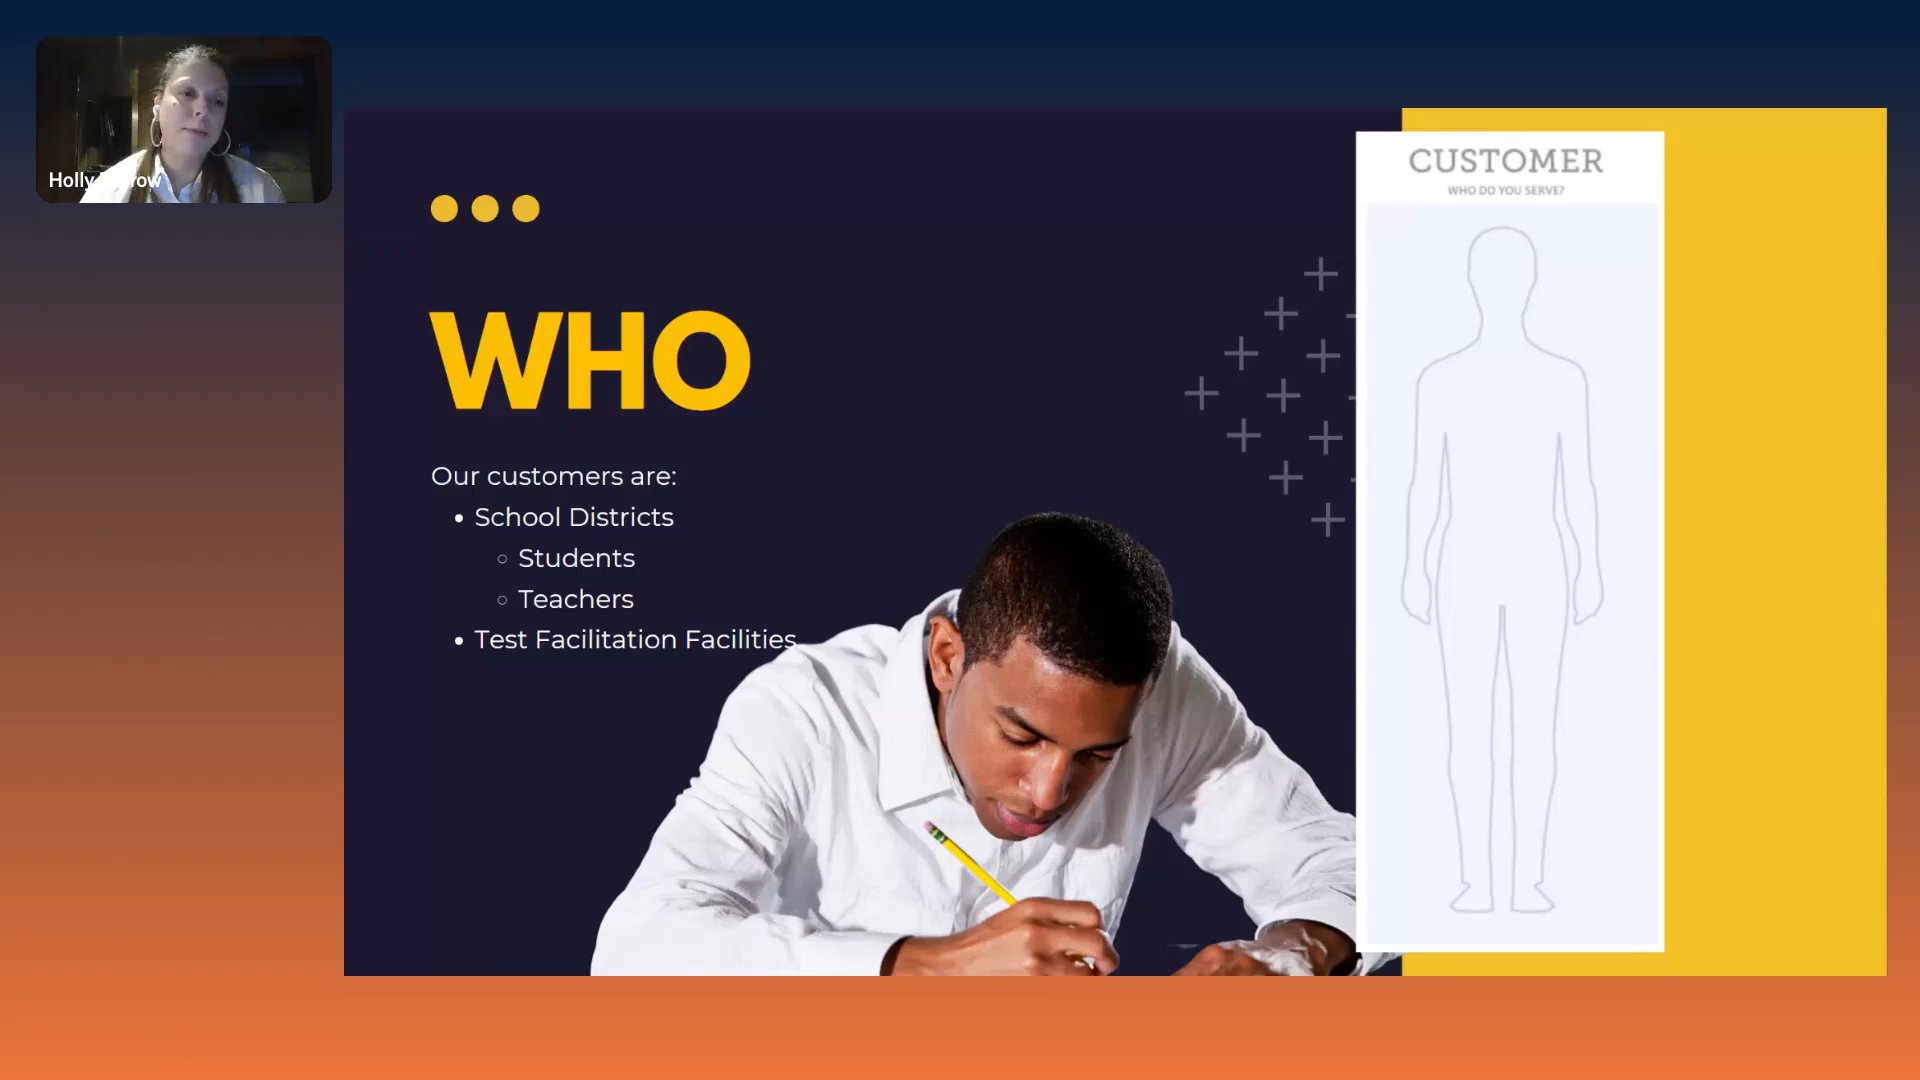 Holly
CUSTOMER
WHO DO YOU SERVE?
WHO
Our customers are:
School Districts
Students
Teachers
Test Facilitation Facilities